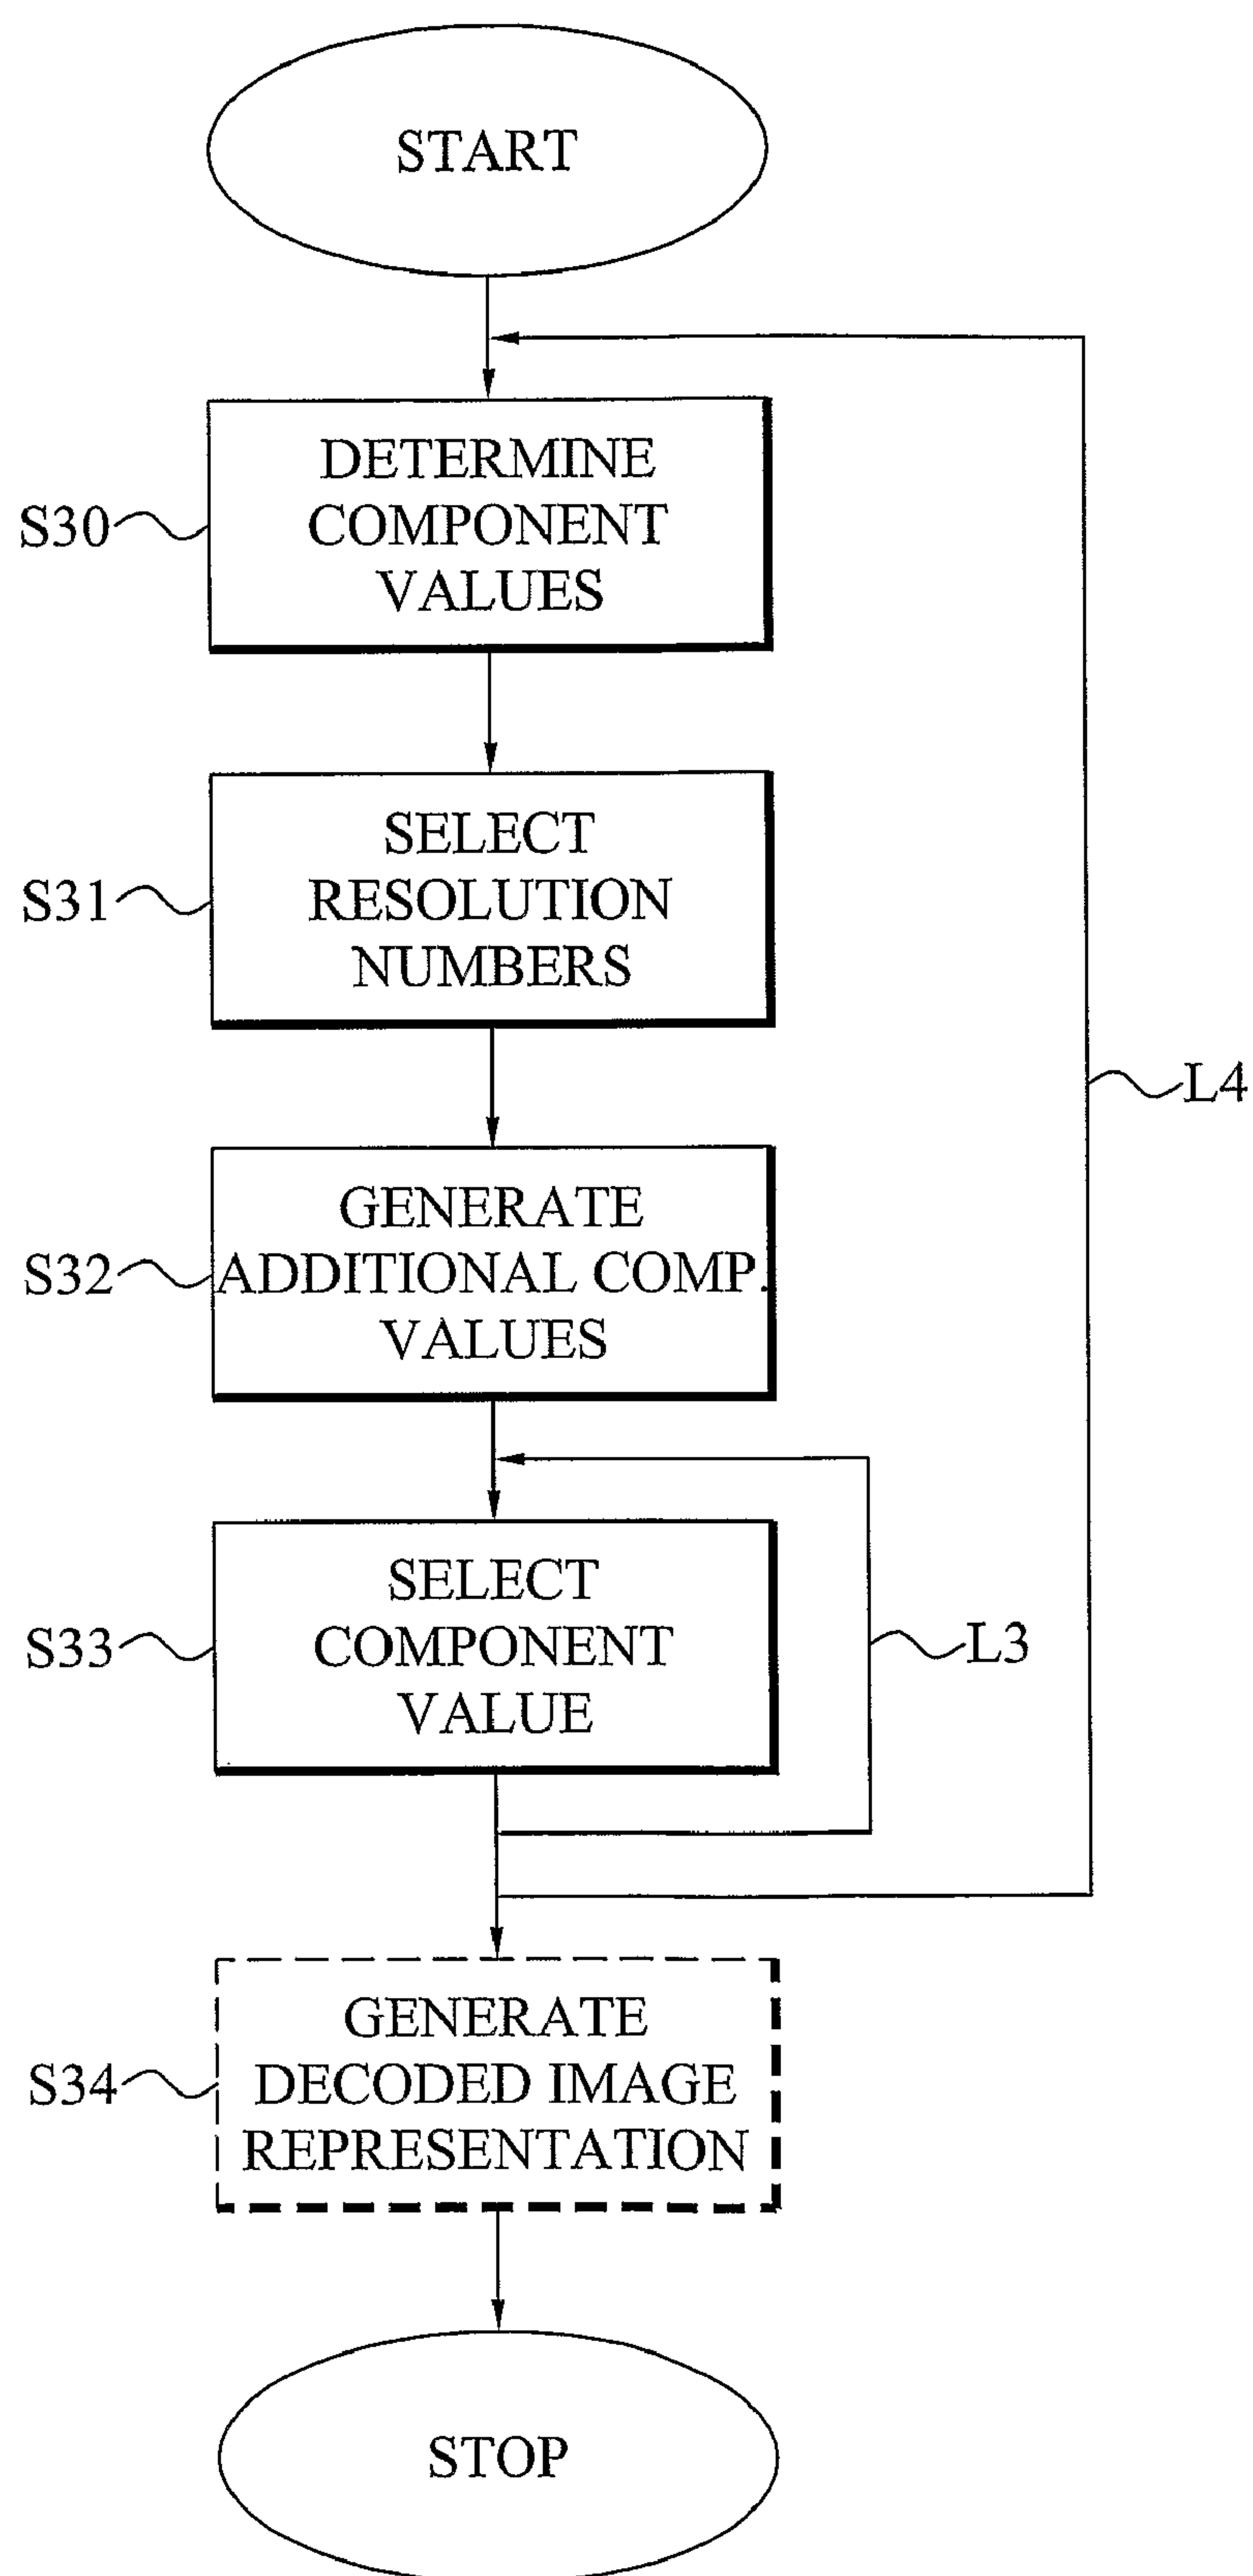 START
DETERMINE
COMPONENT
VALUES
S30
SELECT
RESOLUTION
NUMBERS
S31
L4
GENERATE
ADDITIONAL COMP.
VALUES
S32
SELECT
COMPONENT
VALUE
S33
L3
GENERATE
DECODED IMAGE
REPRESENTATION
S34
STOP